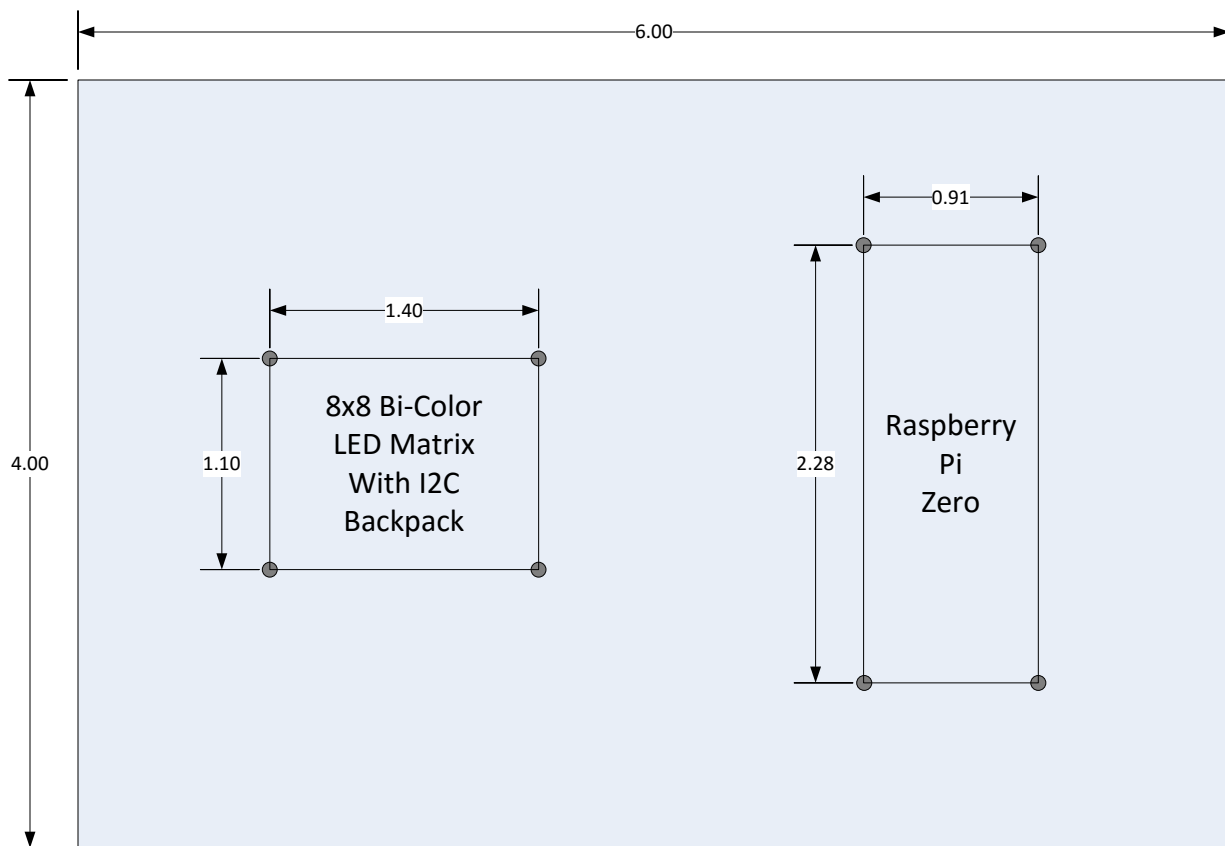 6.00
0.91
1.40
8x8 Bi-Color
LED Matrix
With I2C
Backpack
4.00
1.10
2.28
Raspberry
Pi
Zero